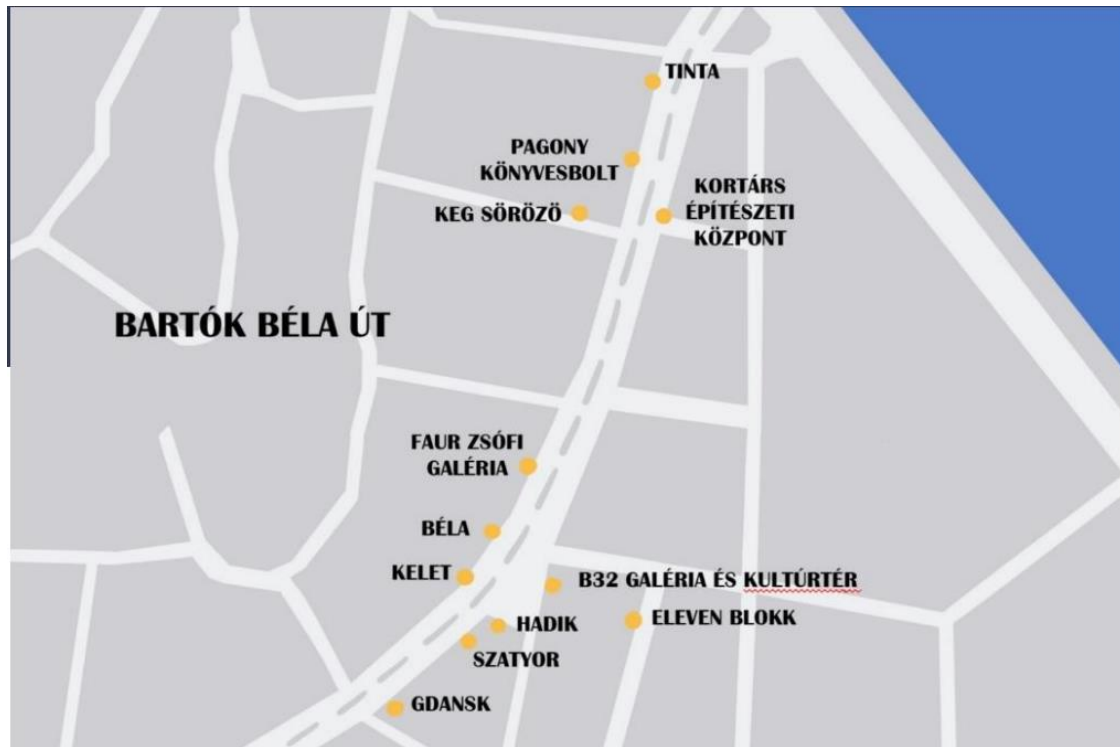 TINTA
PAGONY
KÖNYVESBOLT
KORTÁRS
ÉPÍTÉSZETI
KÖZPONT
KEG SÖRÖZÖ
BARTÓK BÉLA ÚT
FAUR ZSÓFI
GALÉRIA
BÉLA
KELET
B32 GALÉRIA ÉS KULTÚRTÉR
ELEVEN BLOKK
HADIK
SZATYOR
GDANSK